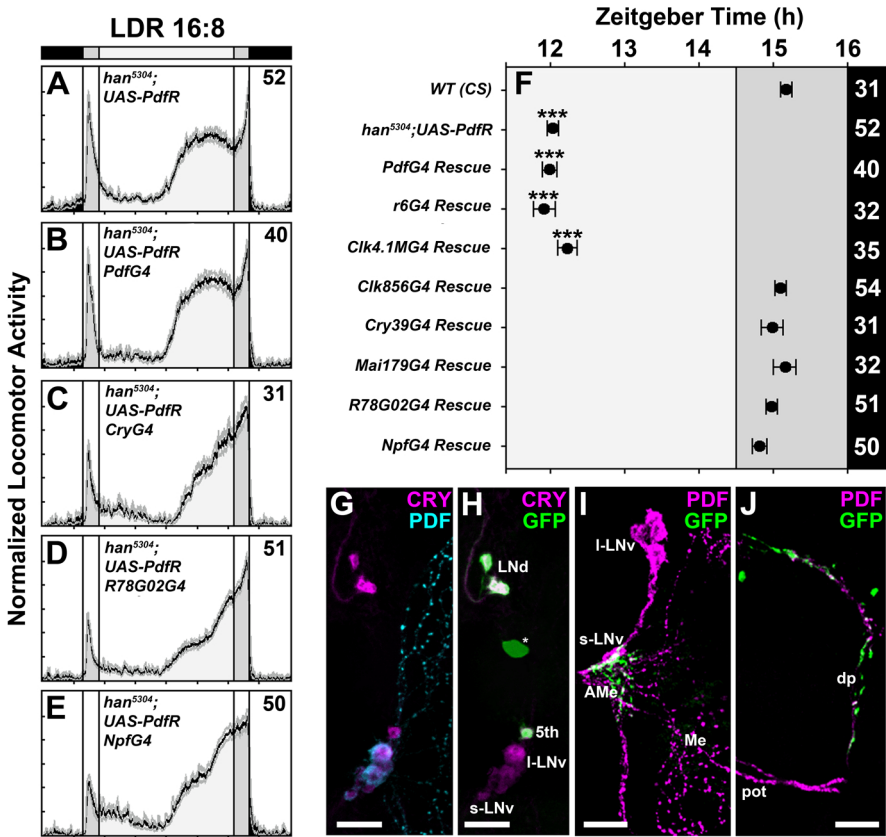 LDR 16:8
Normalized Locomotor Activity
A
han5304;
UAS-PdfR
52
B
han5304;
UAS-PdfR
PdfG4
40
C
han5304;
UAS-PdfR
CryG4
31
D
han5304;
UAS-PdfR
R78G02G4
51
E
han5304;
UAS-PdfR
NpfG4
50
Zeitgeber Time (h)
12 13 14 15 16
F
WT (CS) 31
han5304;UAS-PdfR *** 52
PdfG4 Rescue *** 40
r6G4 Rescue *** 32
Clk4.1MG4 Rescue *** 35
Clk856G4 Rescue 54
Cry39G4 Rescue 31
Mai179G4 Rescue 32
R78G02G4 Rescue 51
NpfG4 Rescue 50
G
CRY
PDF
H
CRY
GFP
LNd
*
5th
l-LNv
s-LNv
I
PDF
GFP
l-LNv
s-LNv
AMe
Me
J
PDF
GFP
dp
pot